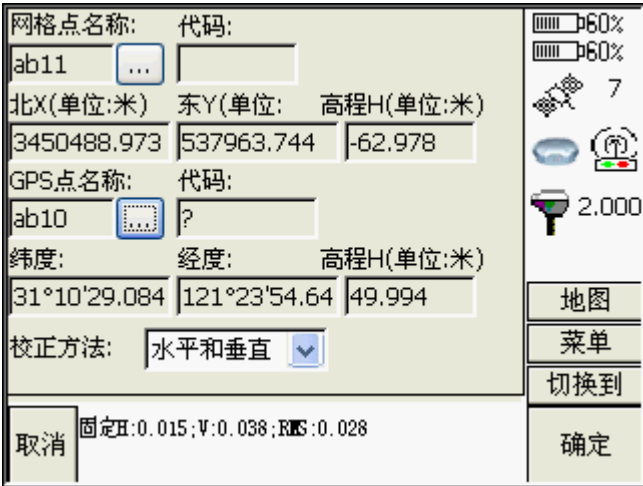 网格点名称: 代码:
ab11 ...
北X(单位:米) 东Y(单位: 高程H(单位:米)
3450488.973 537963.744 -62.978
GPS点名称: 代码:
ab10 ... ?
纬度: 经度: 高程H(单位:米)
31°10'29.084 121°23'54.64 49.994
校正方法: 水平和垂直
取消
固定H:0.015;V:0.038;RMS:0.028
60%
60%
7
2.000
地图
菜单
切换到
确定